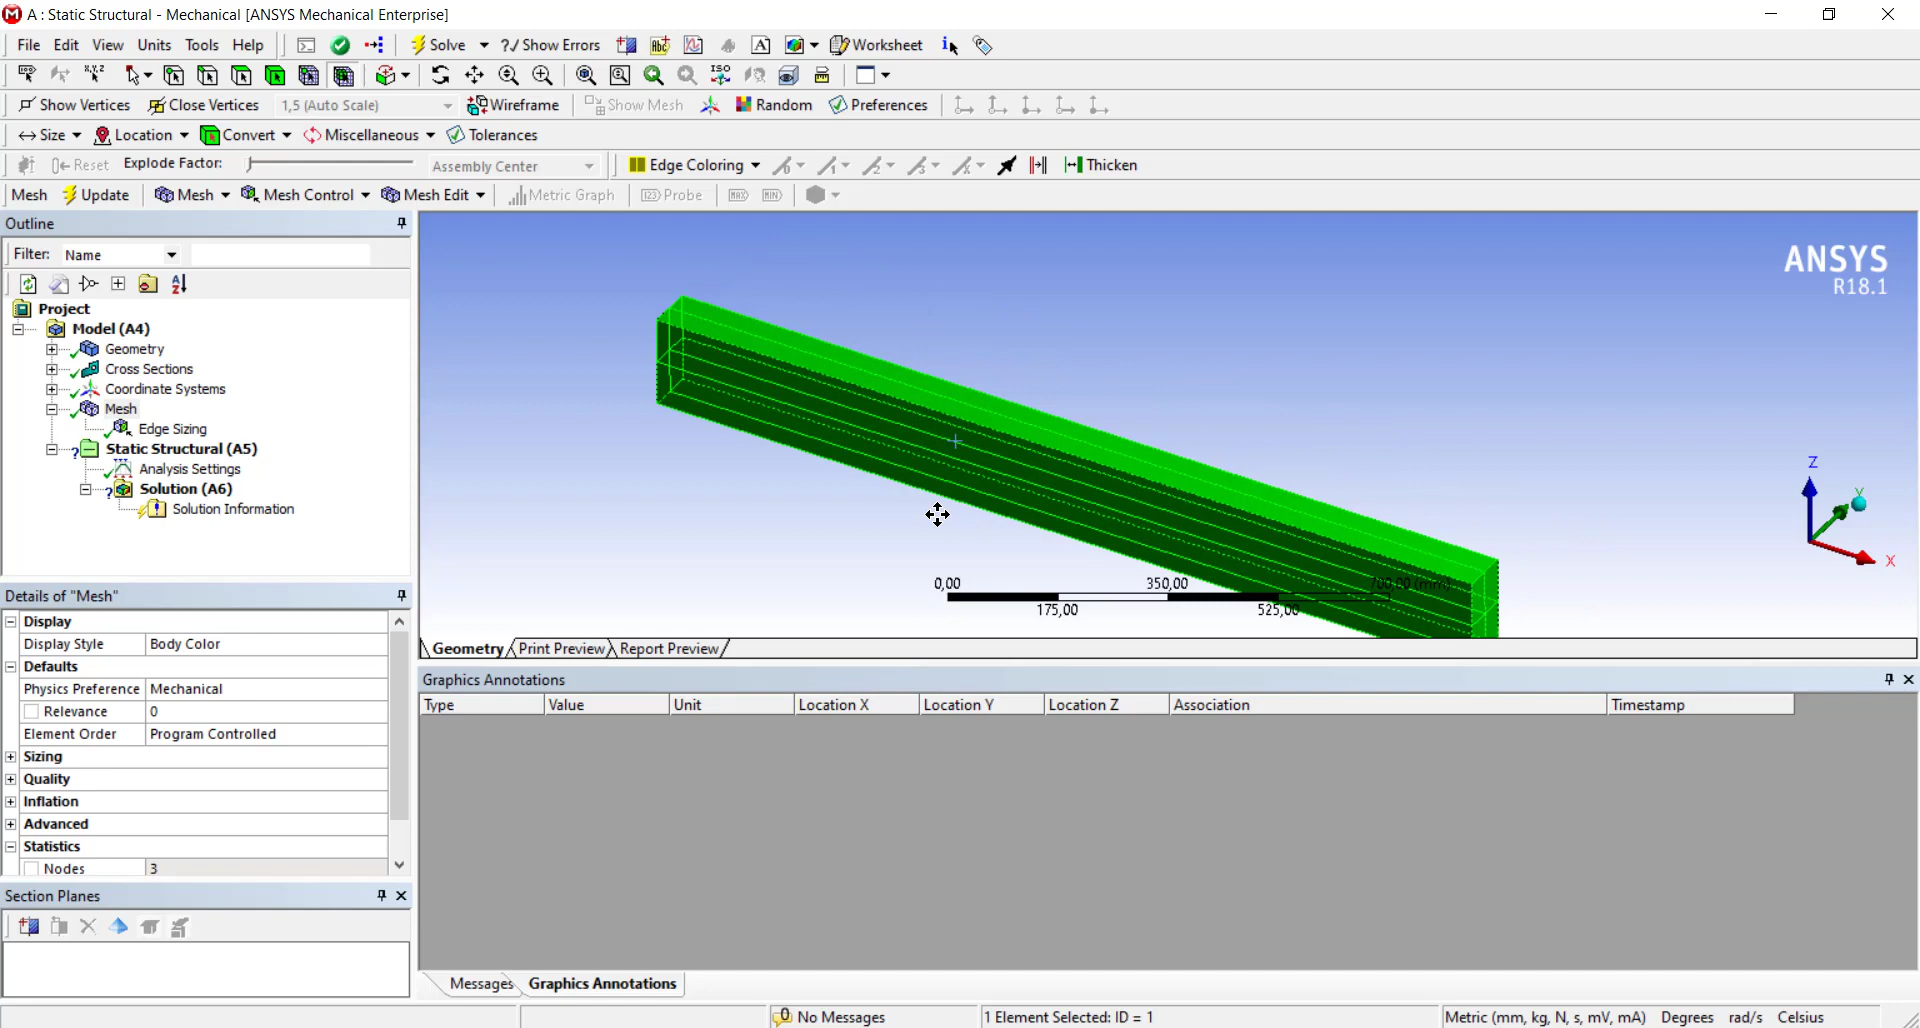 A : Static Structural - Mechanical [ANSYS Mechanical Enterprise]
File Edit View Units Tools Help Solve ?/ Show Errors Worksheet
ISO
Show Vertices Close Vertices 1,5 (Auto Scale) Wireframe Show Mesh Random Preferences
Size Location Convert Miscellaneous Tolerances
Reset Explode Factor: Assembly Center Edge Coloring Thicken
Mesh Update Mesh Mesh Control Mesh Edit Metric Graph Probe MAX MIN
Outline
Filter: Name
Project
Model (A4)
Geometry
Cross Sections
Coordinate Systems
Mesh
Edge Sizing
Static Structural (A5)
Analysis Settings
Solution (A6)
Solution Information
Details of "Mesh"
Display
Display Style Body Color
Defaults
Physics Preference Mechanical
Relevance 0
Element Order Program Controlled
Sizing
Quality
Inflation
Advanced
Statistics
Nodes 3
Section Planes
ANSYS
R18.1
Z
Y
X
0,00 350,00 700,00 (mm)
175,00 525,00
Geometry Print Preview Report Preview
Graphics Annotations
Type Value Unit Location X Location Y Location Z Association Timestamp
Messages Graphics Annotations
0 No Messages 1 Element Selected: ID = 1 Metric (mm, kg, N, s, mV, mA) Degrees rad/s Celsius